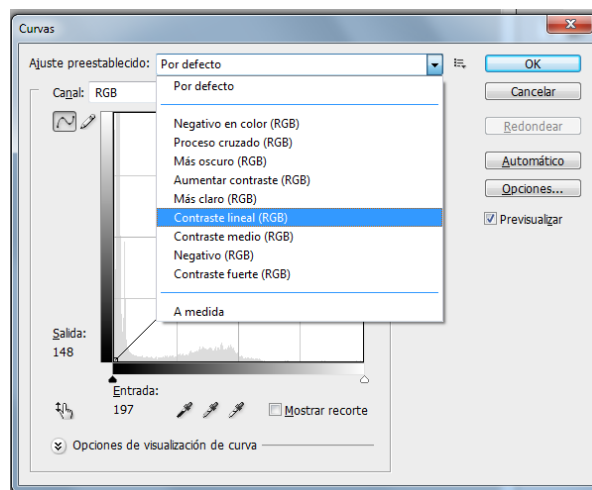 Curvas
Ajuste preestablecido: Por defecto
OK
Canal: RGB
Por defecto
Cancelar
Negativo en color (RGB)
Redondear
Proceso cruzado (RGB)
Más oscuro (RGB)
Automático
Aumentar contraste (RGB)
Opciones...
Más claro (RGB)
Contraste lineal (RGB)
Previsualizar
Contraste medio (RGB)
Negativo (RGB)
Contraste fuerte (RGB)
A medida
Salida:
148
Entrada:
197
Mostrar recorte
Opciones de visualización de curva